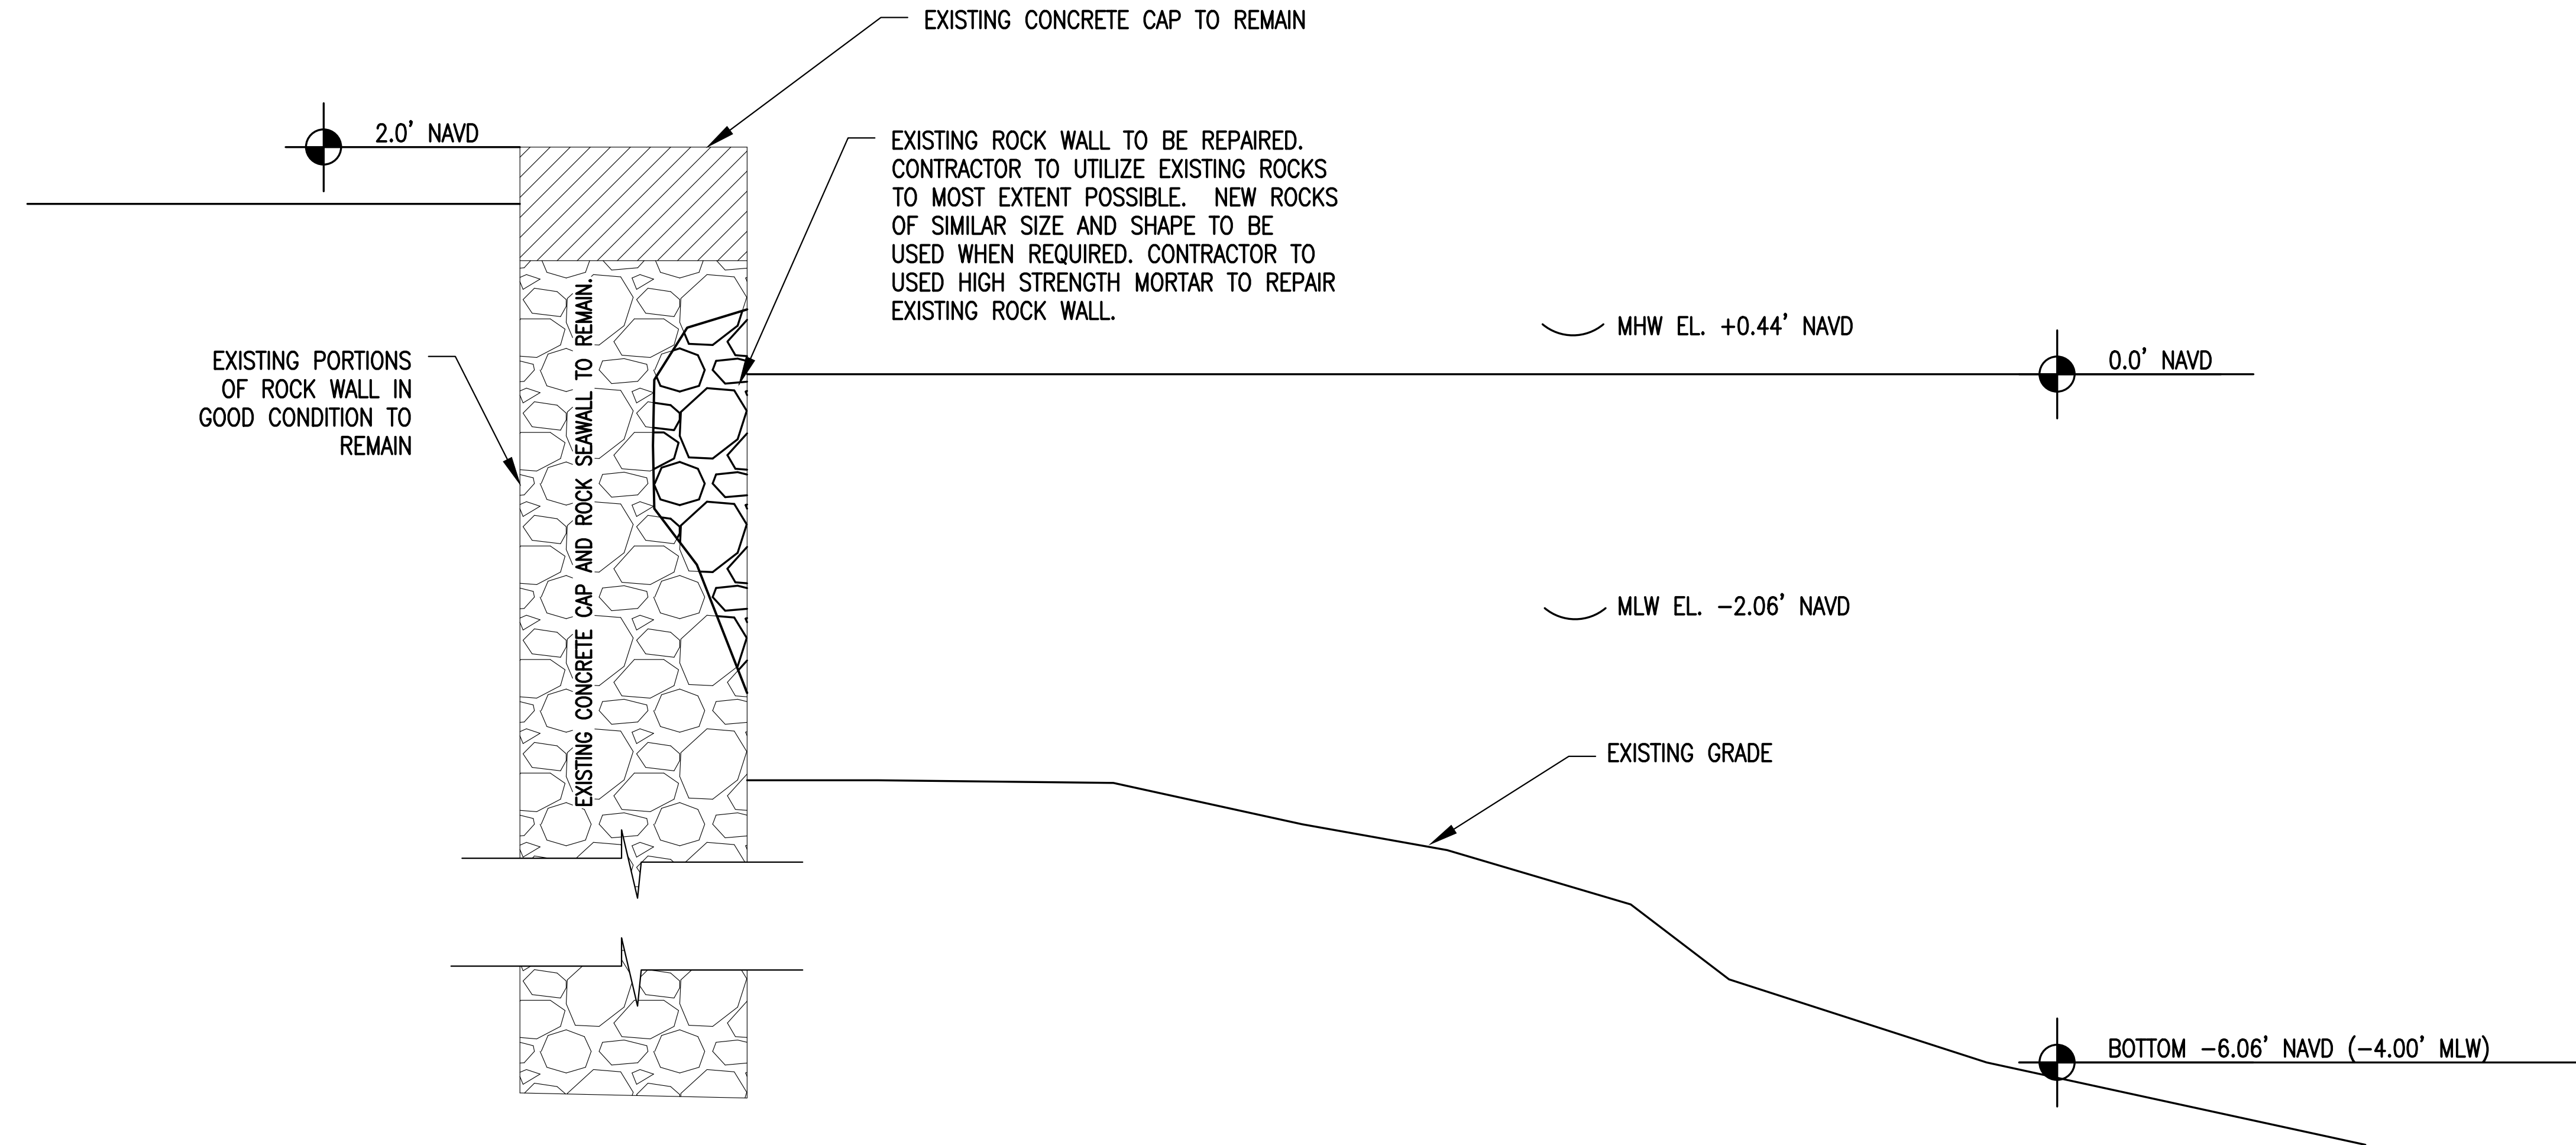 EXISTING CONCRETE CAP TO REMAIN
2.0' NAVD
EXISTING ROCK WALL TO BE REPAIRED.
CONTRACTOR TO UTILIZE EXISTING ROCKS
TO MOST EXTENT POSSIBLE.  NEW ROCKS
OF SIMILAR SIZE AND SHAPE TO BE
USED WHEN REQUIRED. CONTRACTOR TO
USED HIGH STRENGTH MORTAR TO REPAIR
EXISTING ROCK WALL.
EXISTING PORTIONS
OF ROCK WALL IN
GOOD CONDITION TO
REMAIN
EXISTING CONCRETE CAP AND ROCK SEAWALL TO REMAIN.
MHW EL. +0.44' NAVD
0.0' NAVD
MLW EL. -2.06' NAVD
EXISTING GRADE
BOTTOM -6.06' NAVD (-4.00' MLW)